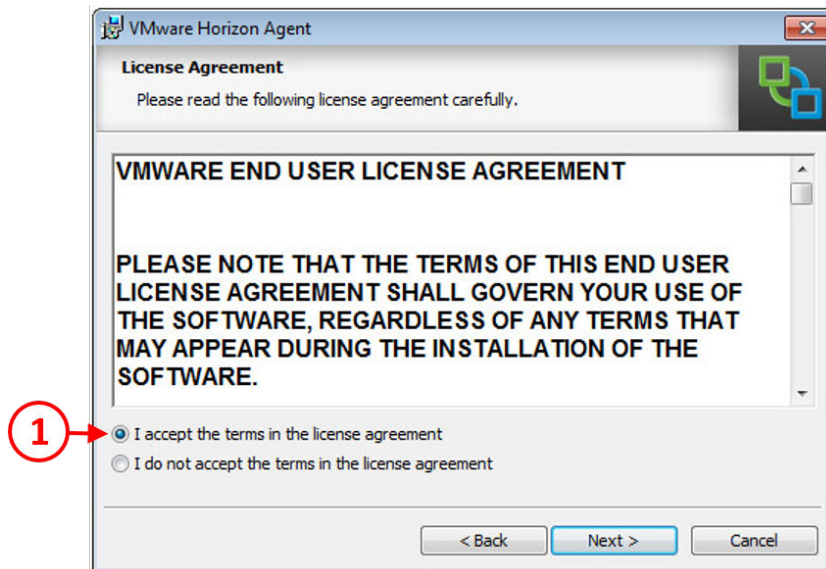 VMware Horizon Agent
License Agreement
Please read the following license agreement carefully.
VMWARE END USER LICENSE AGREEMENT
PLEASE NOTE THAT THE TERMS OF THIS END USER
LICENSE AGREEMENT SHALL GOVERN YOUR USE OF
THE SOFTWARE, REGARDLESS OF ANY TERMS THAT
MAY APPEAR DURING THE INSTALLATION OF THE
SOFTWARE.
1
I accept the terms in the license agreement
I do not accept the terms in the license agreement
< Back Next > Cancel